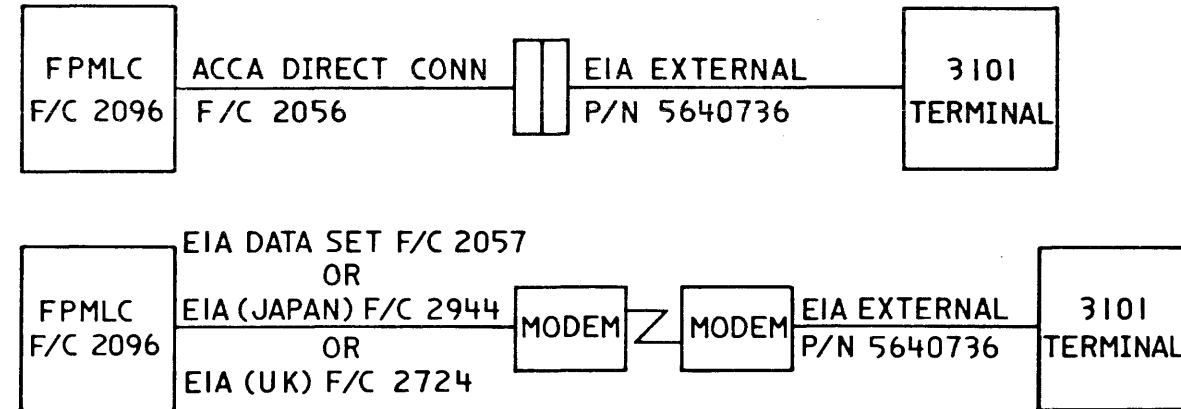 FPMLC
F/C 2096
ACCA DIRECT CONN
F/C 2056
EIA EXTERNAL
P/N 5640736
3101
TERMINAL
EIA DATA SET F/C 2057
OR
EIA (JAPAN) F/C 2944
OR
EIA (UK) F/C 2724
FPMLC
F/C 2096
MODEM
MODEM
EIA EXTERNAL
P/N 5640736
3101
TERMINAL